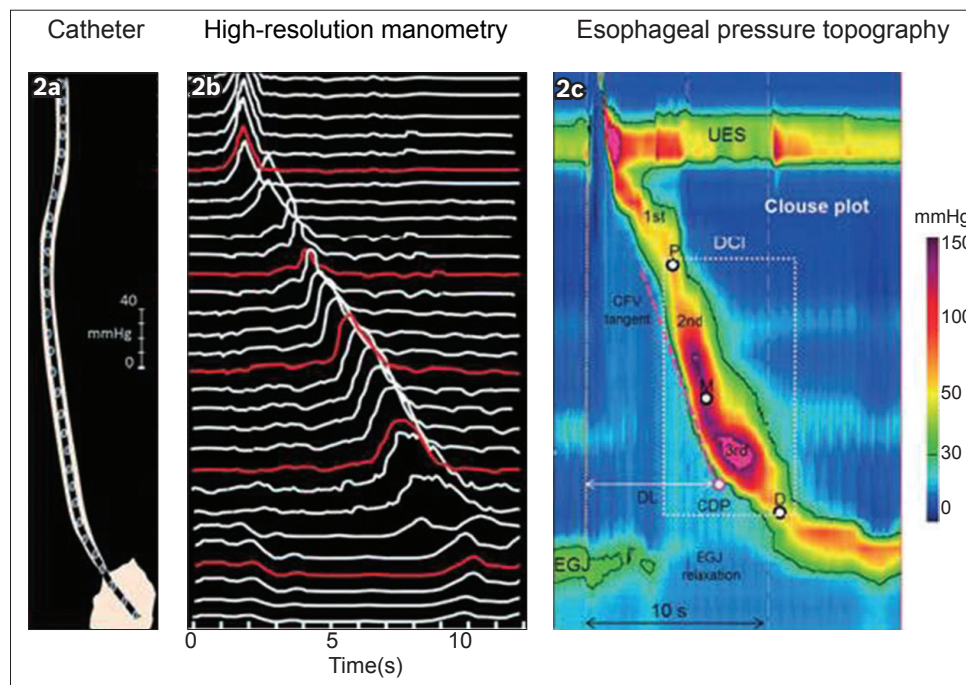 Catheter
High-resolution manometry
Esophageal pressure topography
2a
40
mmHg
0
2b
0 5 10
Time(s)
2c
UES
1st
Clouse plot
P
DCI
CFV
tangent
2nd
M
3rd
DL
CDP
D
EGJ
EGJ
relaxation
10 s
mmHg
150
100
50
30
0